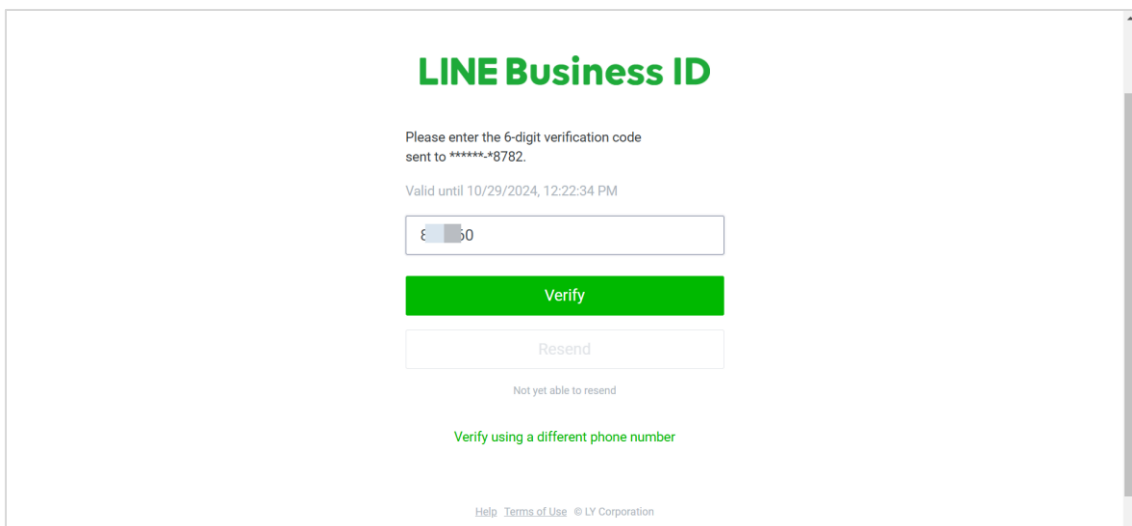 LINE Business ID
Please enter the 6-digit verification code
sent to ******-*8782.
Valid until 10/29/2024, 12:22:34 PM
Verify
Resend
Not yet able to resend
Verify using a different phone number
Help Terms of Use © LY Corporation